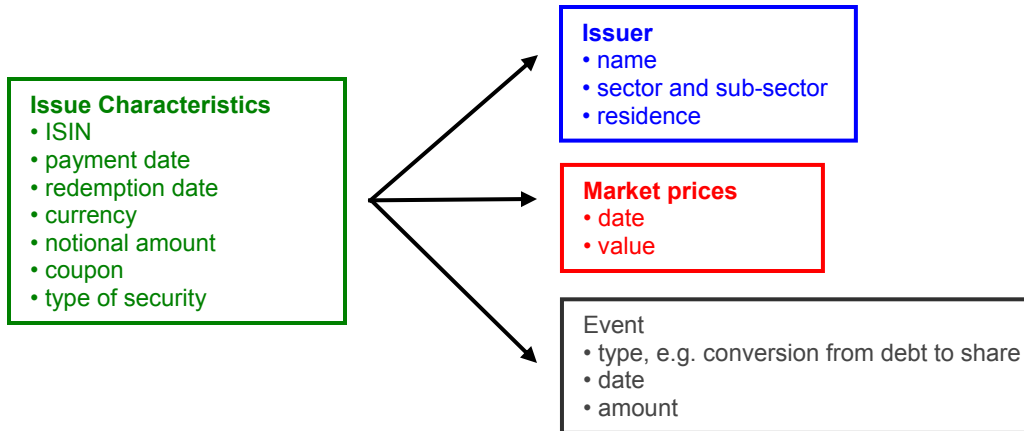 Issue Characteristics
• ISIN
• payment date
• redemption date
• currency
• notional amount
• coupon
• type of security
Issuer
• name
• sector and sub-sector
• residence
Market prices
• date
• value
Event
• type, e.g. conversion from debt to share
• date
• amount